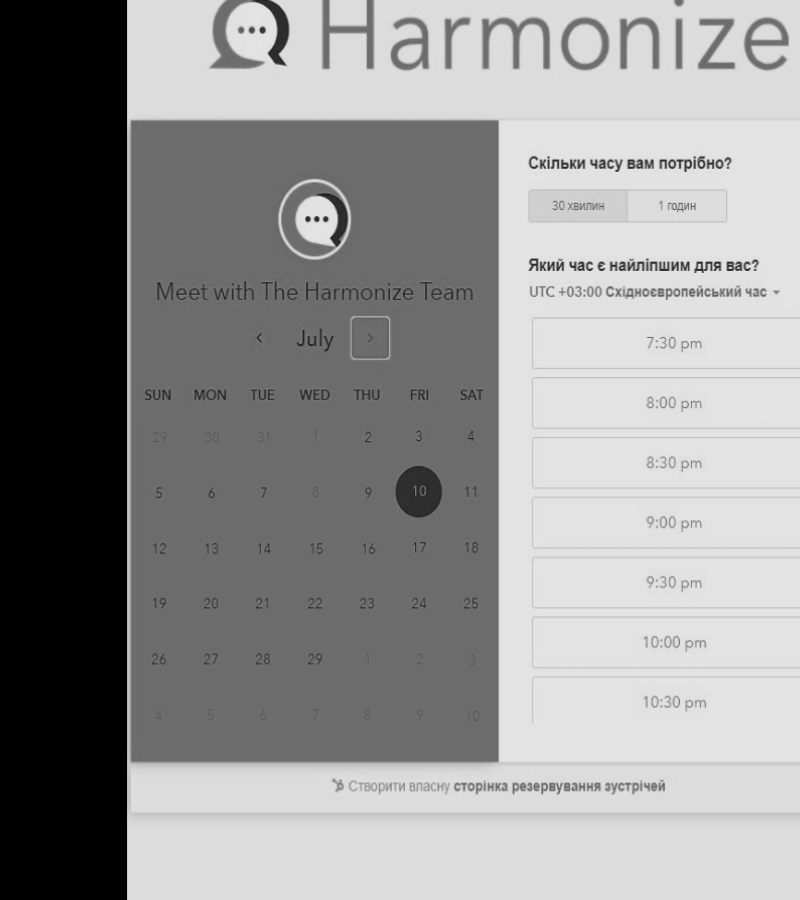 Harmonize
Скільки часу вам потрібно?
30 хвилин 1 годин
Meet with The Harmonize Team
Який час є найліпшим для вас?
UTC +03:00 Східноєвропейський час
‹ July ›
SUN MON TUE WED THU FRI SAT
29 30 31 1 2 3 4
5 6 7 8 9 10 11
12 13 14 15 16 17 18
19 20 21 22 23 24 25
26 27 28 29 1 2 3
4 5 6 7 8 9 10
7:30 pm
8:00 pm
8:30 pm
9:00 pm
9:30 pm
10:00 pm
10:30 pm
Створити власну сторінка резервування зустрічей